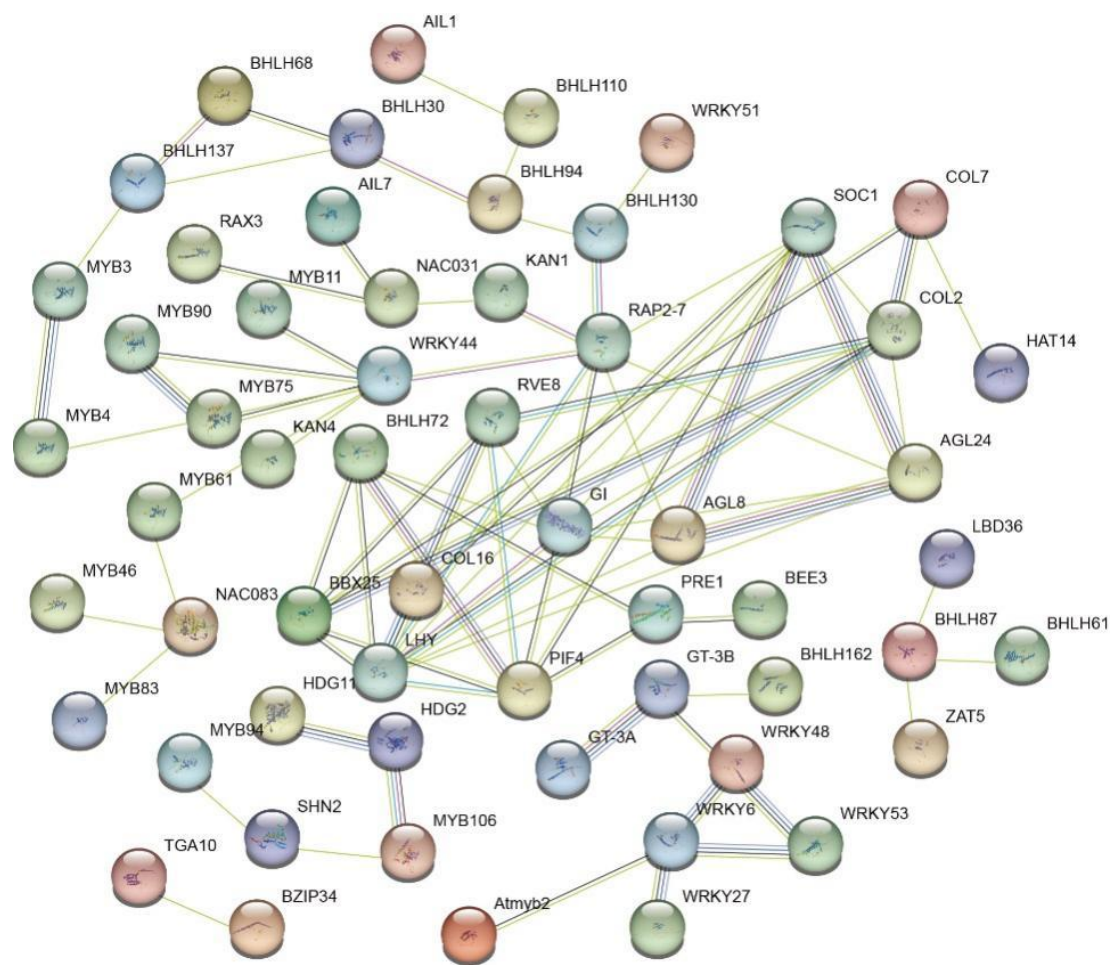 AIL1
BHLH68
BHLH110
BHLH30
WRKY51
BHLH137
BHLH94
AIL7
BHLH130
SOC1
COL7
RAX3
MYB3
MYB11
NAC031
KAN1
MYB90
RAP2-7
COL2
WRKY44
HAT14
MYB75
RVE8
MYB4
KAN4
BHLH72
AGL24
MYB61
GI
AGL8
LBD36
COL16
MYB46
NAC083
BBX25
PRE1
BEE3
BHLH87
BHLH61
LHY
PIF4
GT-3B
BHLH162
MYB83
HDG11
HDG2
ZAT5
MYB94
GT-3A
WRKY48
SHN2
MYB106
WRKY6
WRKY53
TGA10
BZIP34
Atmyb2
WRKY27